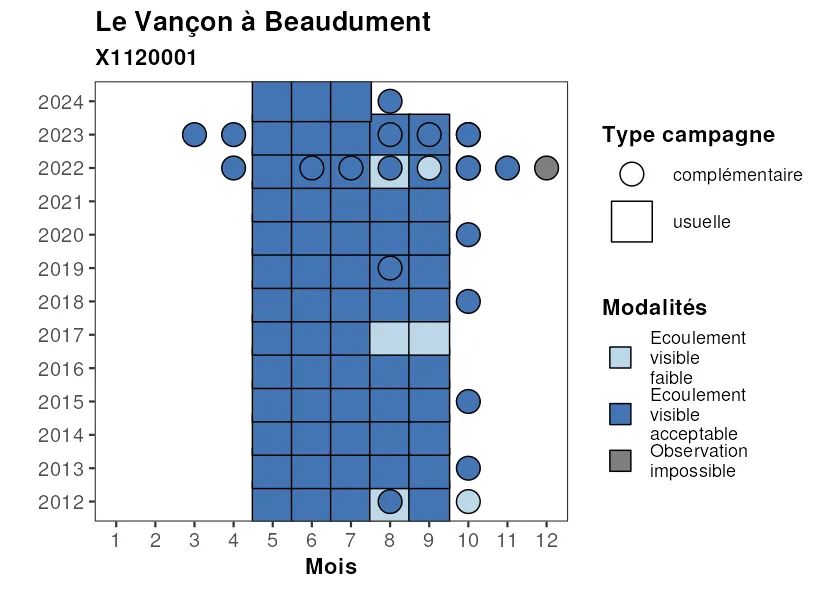 Le Vançon à Beaudument
X1120001
2024
2023
2022
2021
2020
2019
2018
2017
2016
2015
2014
2013
2012
1 2 3 4 5 6 7 8 9 10 11 12
Mois
Type campagne
complémentaire
usuelle
Modalités
Ecoulement
visible
faible
Ecoulement
visible
acceptable
Observation
impossible